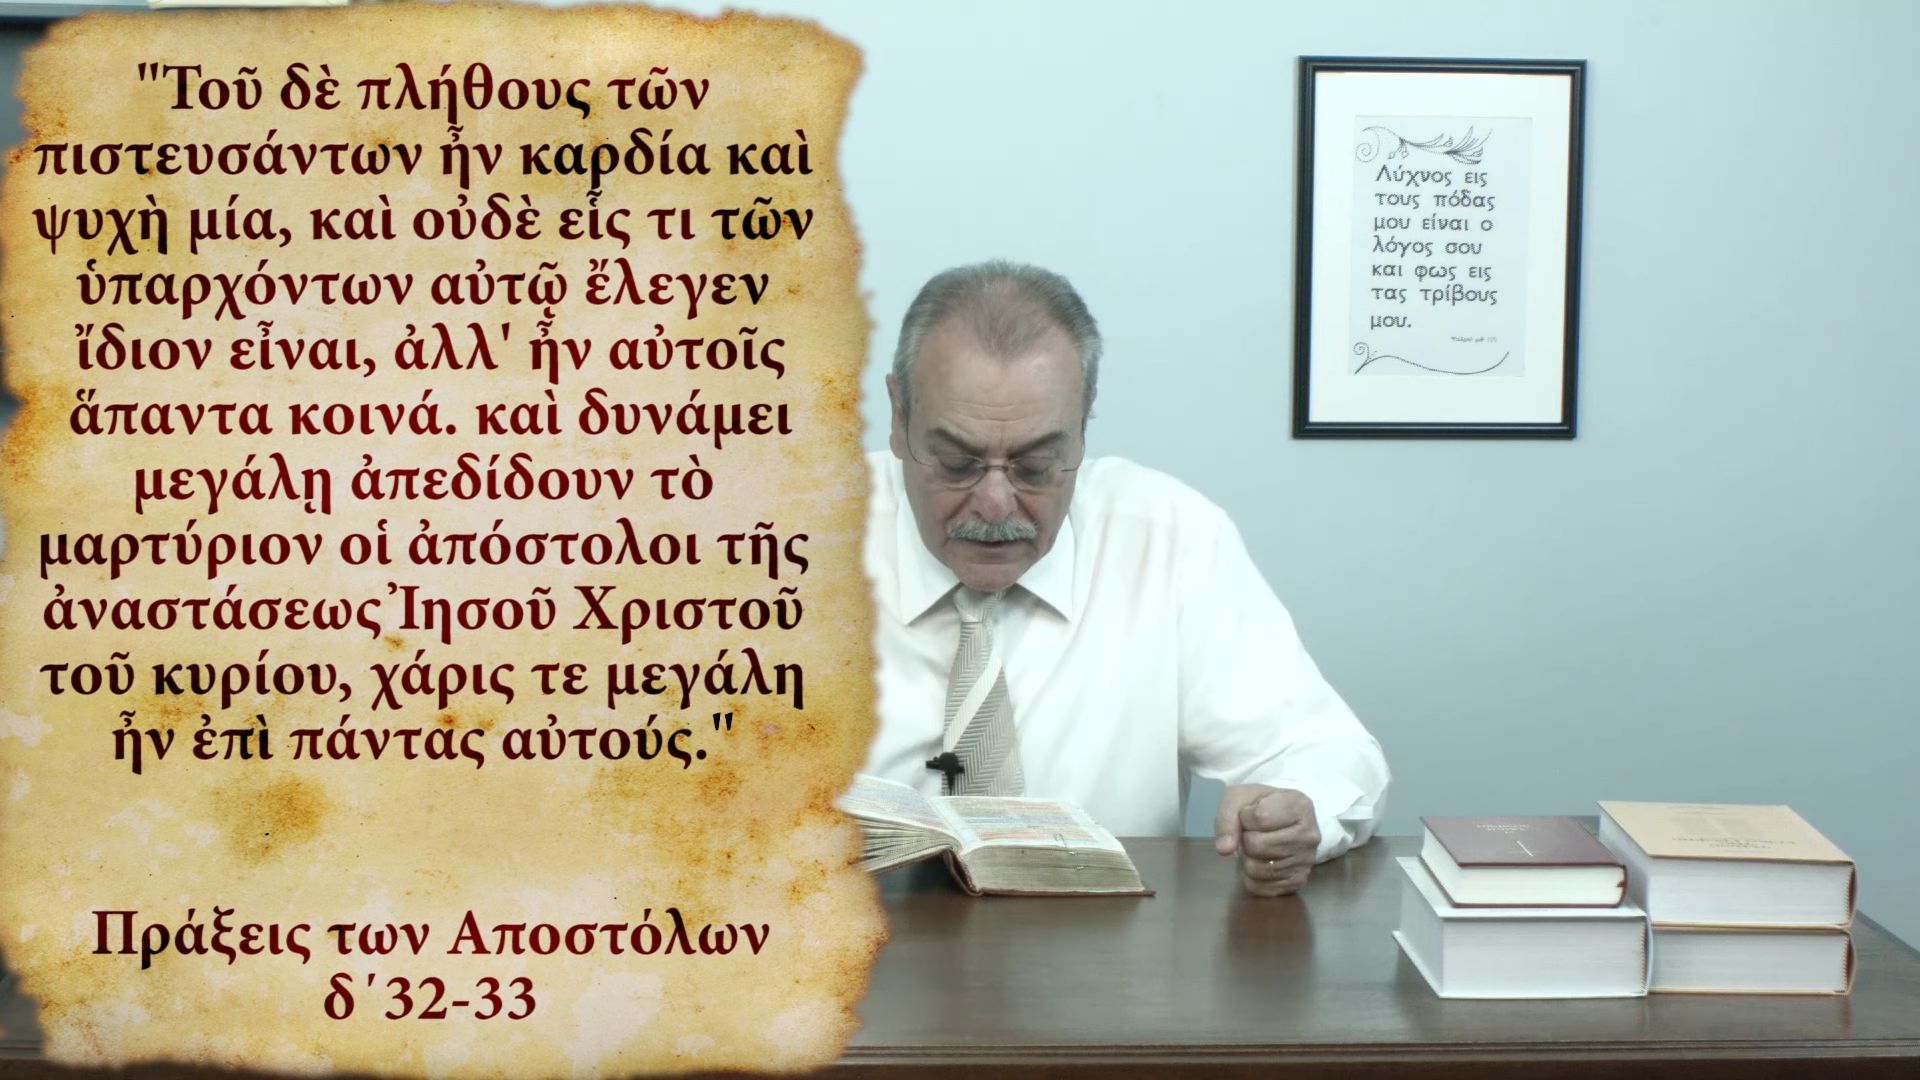 "Τοῦ δὲ πλήθους τῶν
πιστευσάντων ἦν καρδία καὶ
ψυχὴ μία, καὶ οὐδὲ εἷς τι τῶν
ὑπαρχόντων αὐτῷ ἔλεγεν
ἴδιον εἶναι, ἀλλ' ἦν αὐτοῖς
ἅπαντα κοινά. καὶ δυνάμει
μεγάλῃ ἀπεδίδουν τὸ
μαρτύριον οἱ ἀπόστολοι τῆς
ἀναστάσεως Ἰησοῦ Χριστοῦ
τοῦ κυρίου, χάρις τε μεγάλη
ἦν ἐπὶ πάντας αὐτούς."
Πράξεις των Αποστόλων
δ΄32-33
Λύχνος εις
τους πόδας
μου είναι ο
λόγος σου
και φως εις
τας τρίβους
μου.